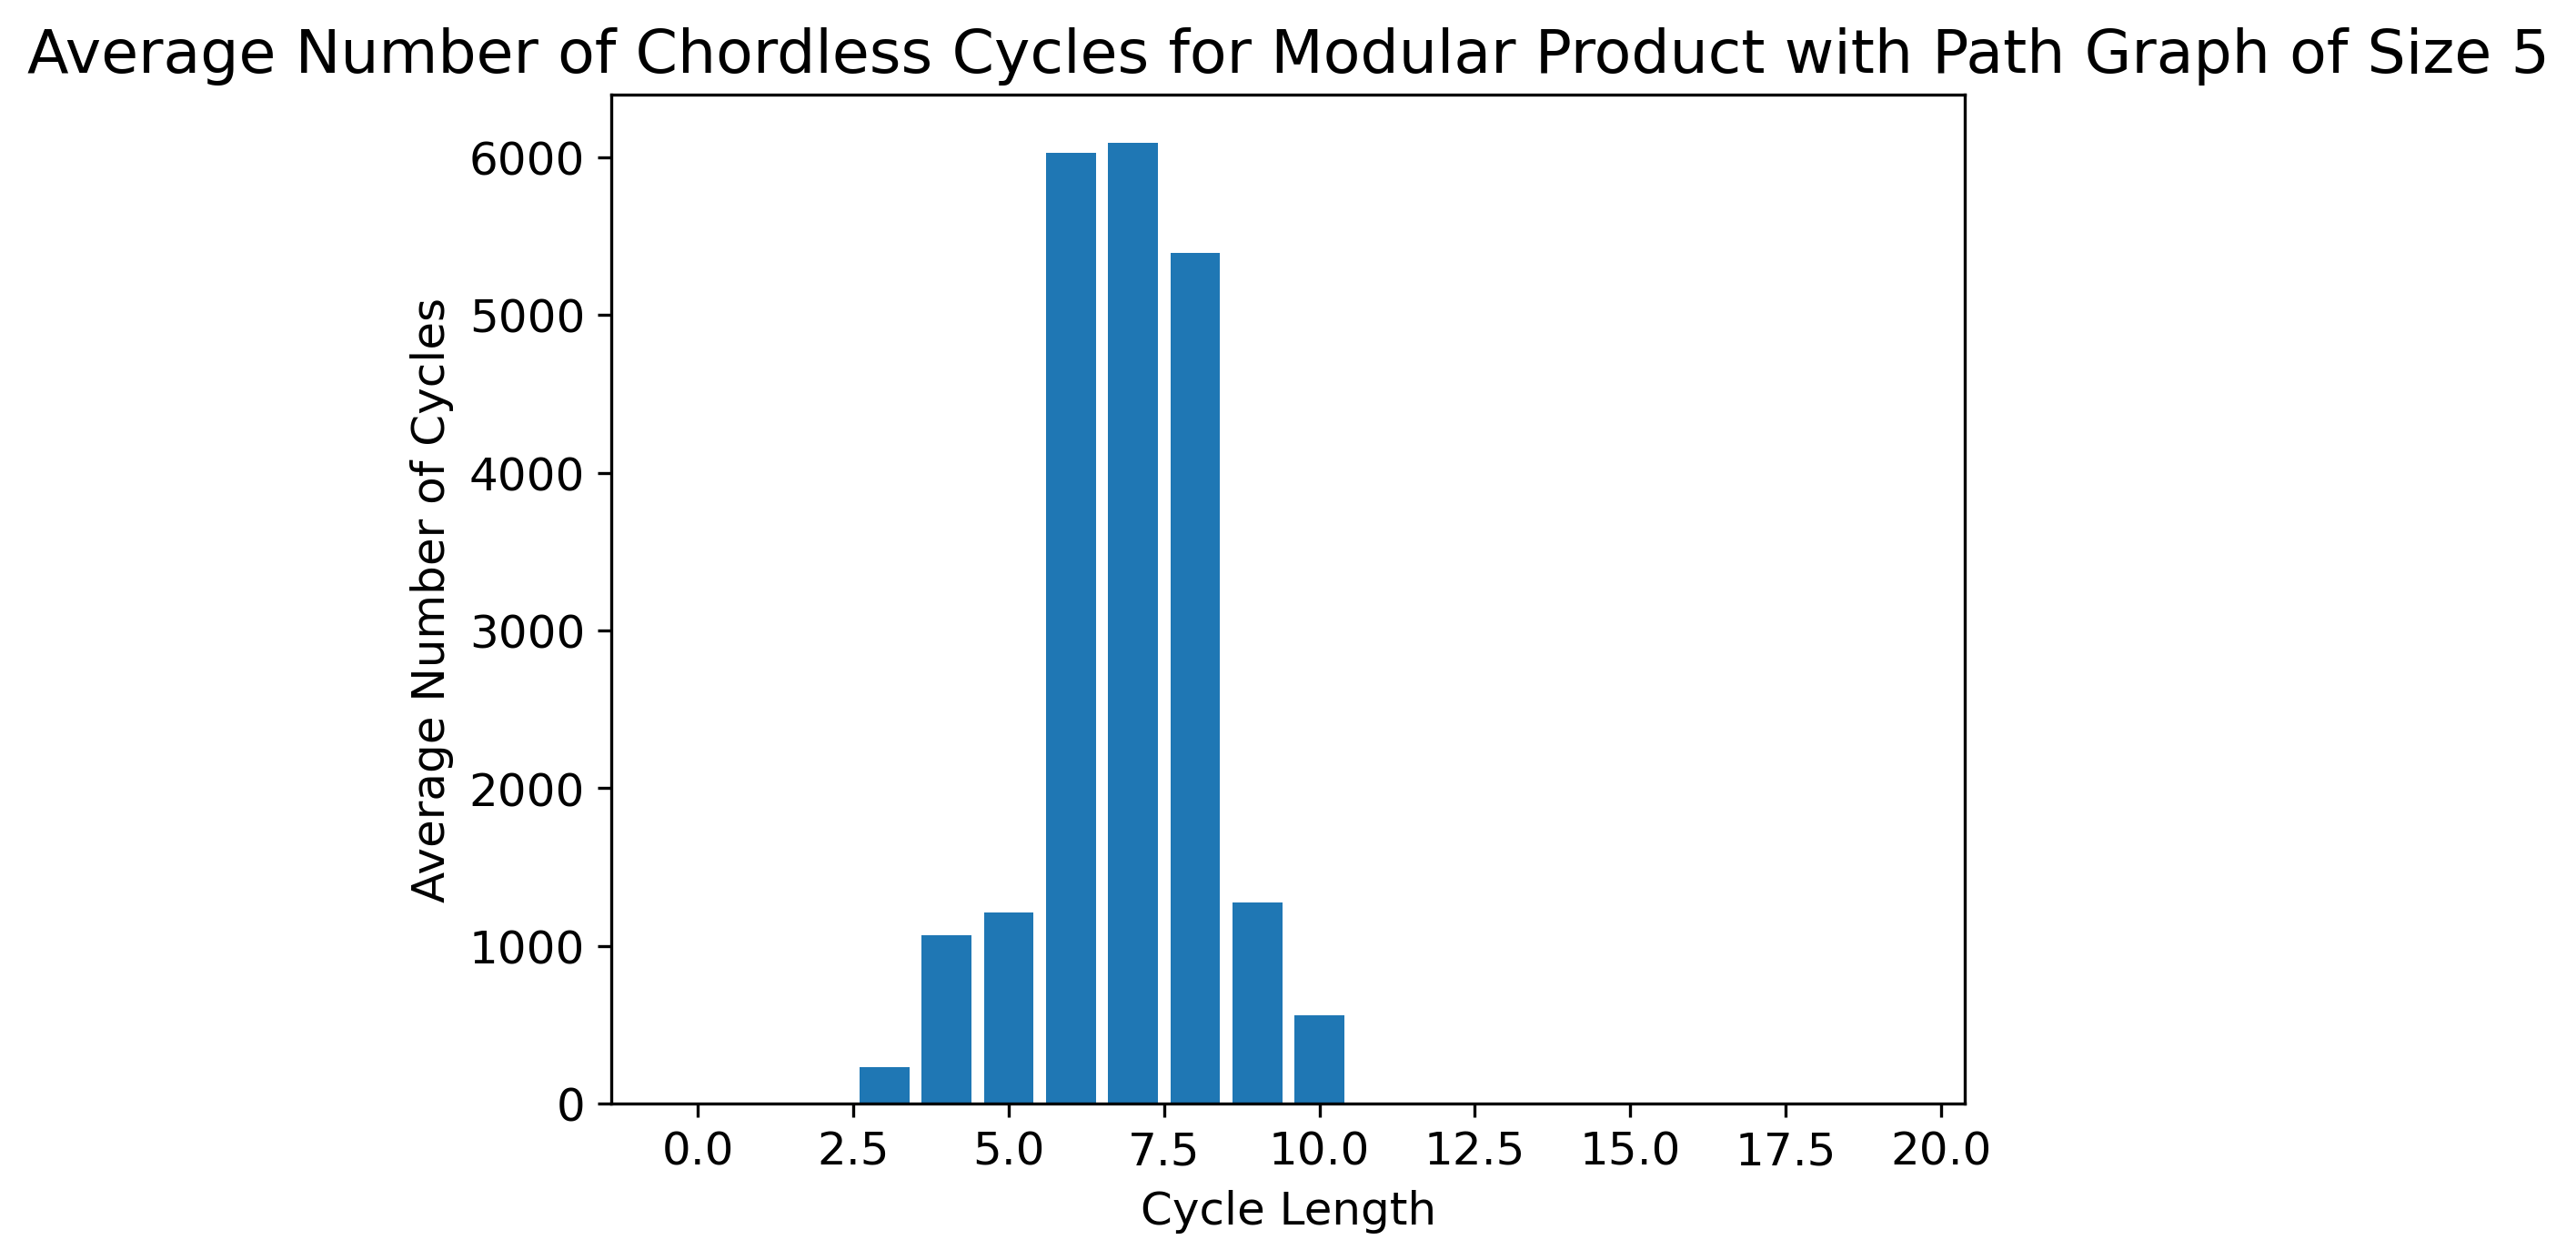 Average Number of Chordless Cycles for Modular Product with Path Graph of Size 5
Average Number of Cycles
6000
5000
4000
3000
2000
1000
0
0.0 2.5 5.0 7.5 10.0 12.5 15.0 17.5 20.0
Cycle Length